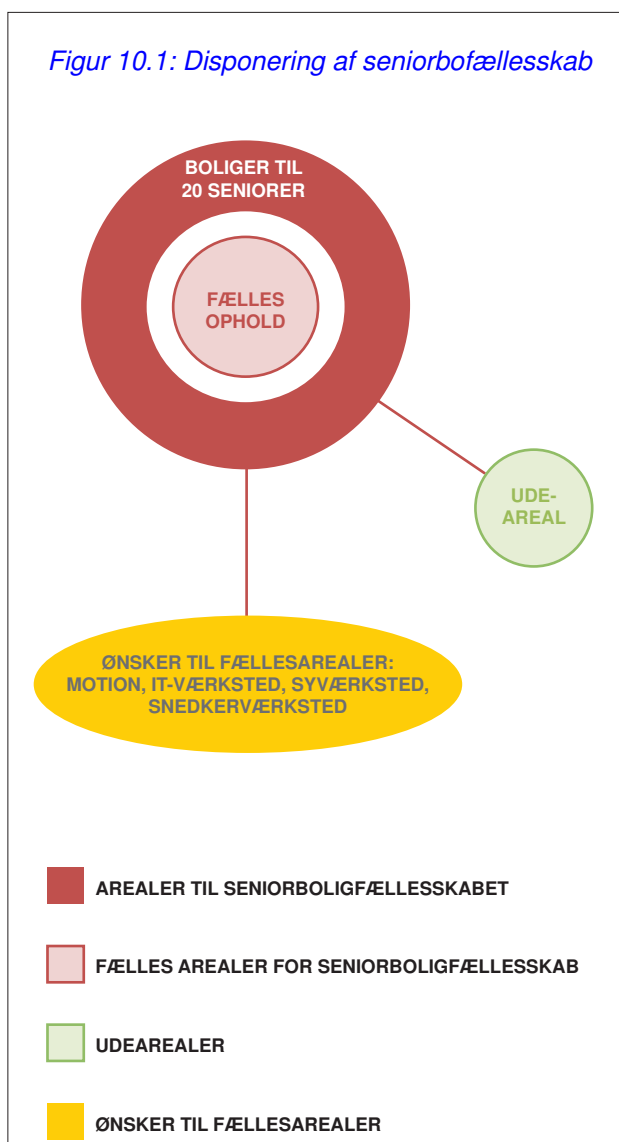 Figur 10.1: Disponering af seniorbofællesskab
BOLIGER TIL
20 SENIORER
FÆLLES
OPHOLD
UDE-
AREAL
ØNSKER TIL FÆLLESAREALER:
MOTION, IT-VÆRKSTED, SYVÆRKSTED,
SNEDKERVÆRKSTED
AREALER TIL SENIORBOLIGFÆLLESSKABET
FÆLLES AREALER FOR SENIORBOLIGFÆLLESSKAB
UDEAREALER
ØNSKER TIL FÆLLESAREALER